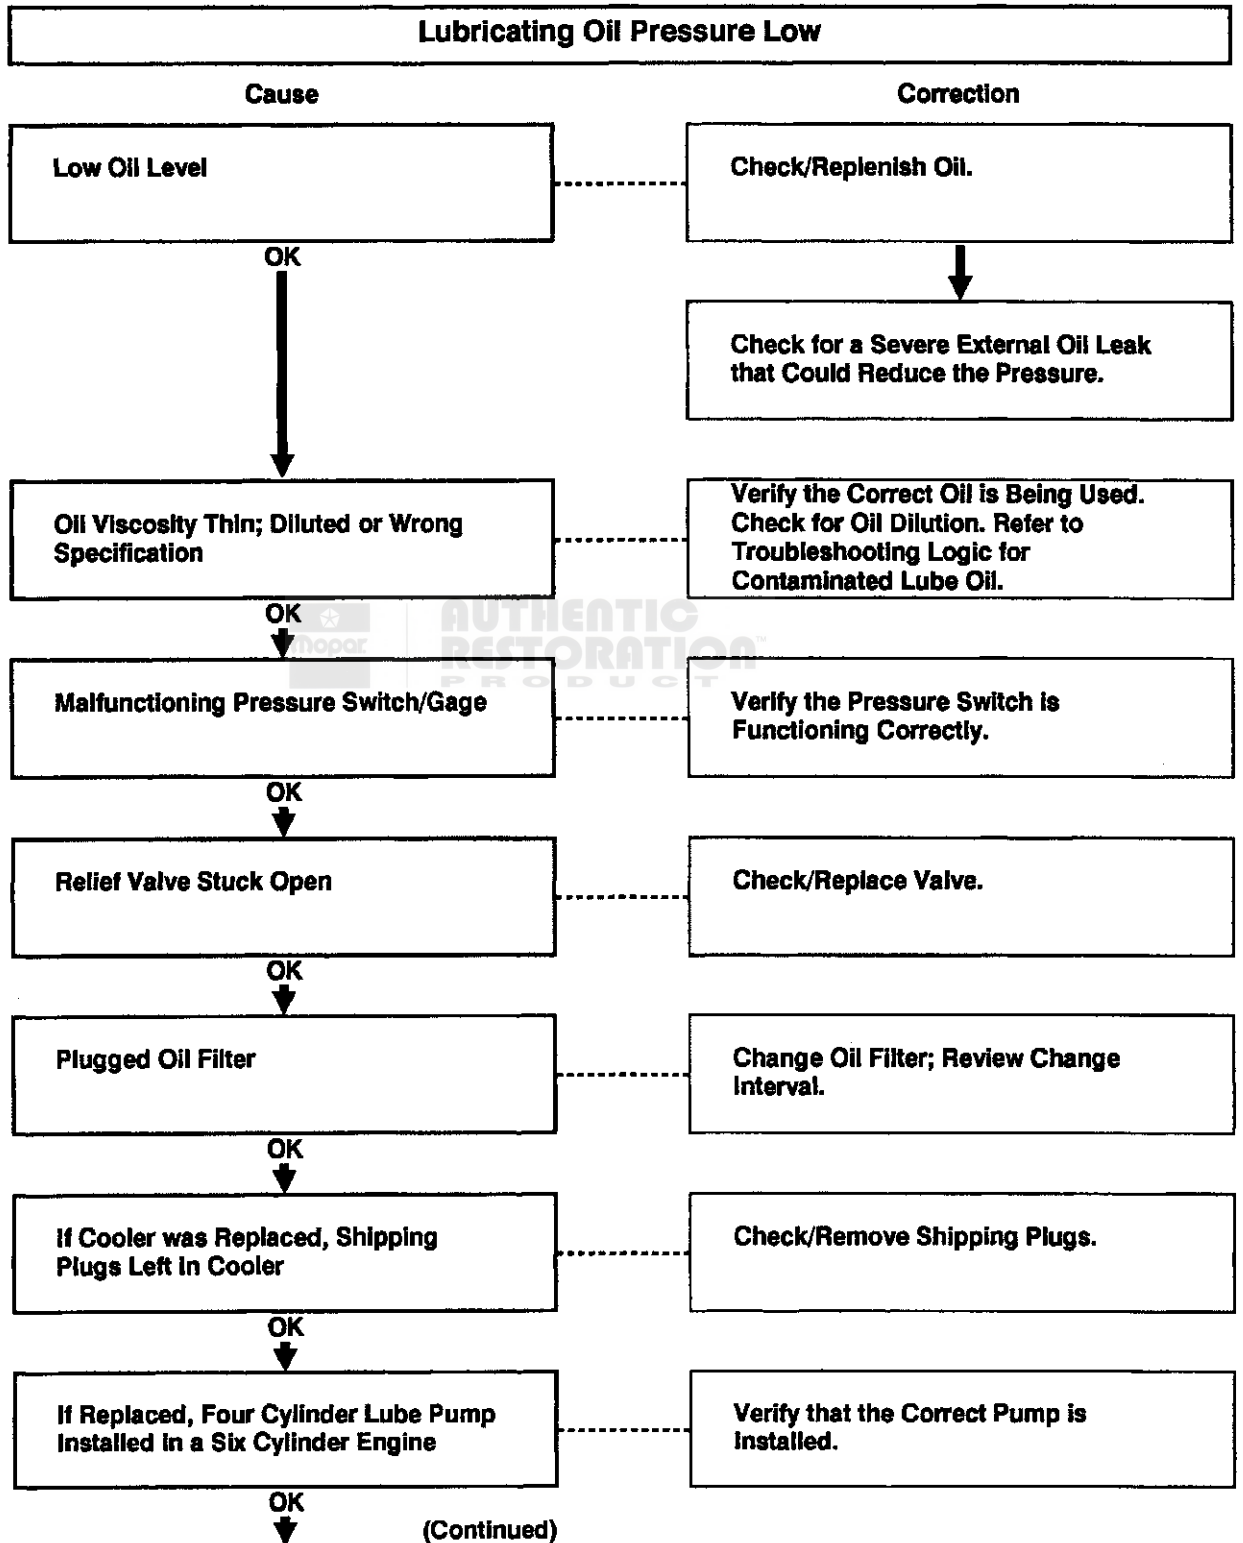 Lubricating Oil Pressure Low
Cause
Correction
Low Oil Level
Check/Replenish Oil.
OK
Check for a Severe External Oil Leak
that Could Reduce the Pressure.
Oil Viscosity Thin; Diluted or Wrong
Specification
Verify the Correct Oil is Being Used.
Check for Oil Dilution. Refer to
Troubleshooting Logic for
Contaminated Lube Oil.
OK
mopar
AUTHENTIC
RESTORATION™
PRODUCT
Malfunctioning Pressure Switch/Gage
Verify the Pressure Switch is
Functioning Correctly.
OK
Relief Valve Stuck Open
Check/Replace Valve.
OK
Plugged Oil Filter
Change Oil Filter; Review Change
Interval.
OK
If Cooler was Replaced, Shipping
Plugs Left in Cooler
Check/Remove Shipping Plugs.
OK
If Replaced, Four Cylinder Lube Pump
Installed in a Six Cylinder Engine
Verify that the Correct Pump is
Installed.
OK
(Continued)